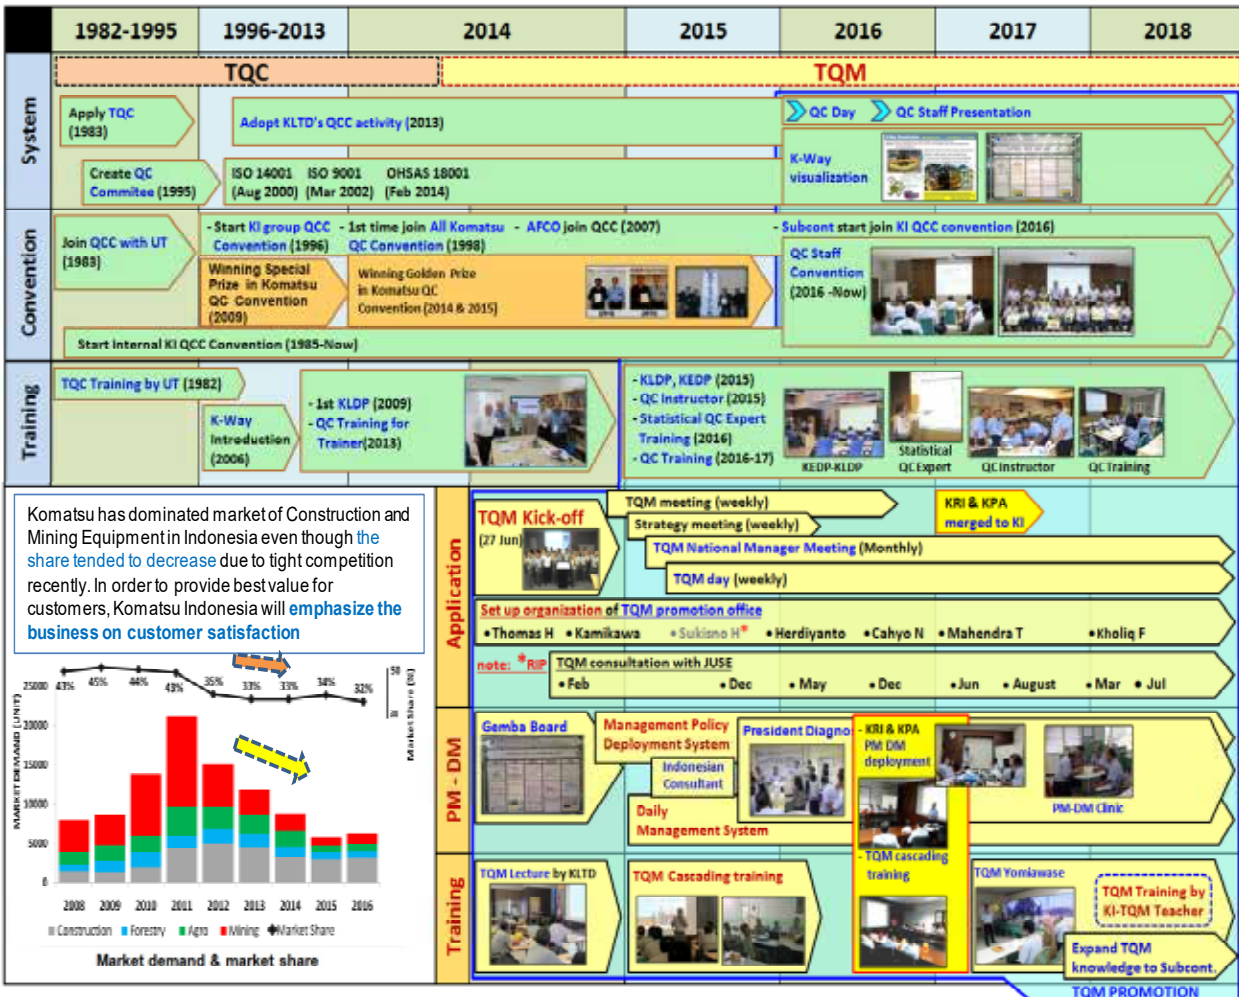 1982-1995
1996-2013
2014
2015
2016
2017
2018
System
TQC
TQM
Apply TQC
(1983)
Adopt KLTD's QCC activity (2013)
QC Day
QC Staff Presentation
Create QC
Commitee (1995)
ISO 14001 ISO 9001 OHSAS 18001
(Aug 2000) (Mar 2002) (Feb 2014)
K-Way
visualization
Convention
Join QCC with UT
(1983)
- Start KI group QCC
Convention (1996)
- 1st time join All Komatsu
QC Convention (1998)
- AFCO join QCC (2007)
- Subcont start join KI QCC convention (2016)
Winning Special
Prize in Komatsu
QC Convention
(2009)
Winning Golden Prize
in Komatsu QC
Convention (2014 & 2015)
QC Staff
Convention
(2016 -Now)
Start Internal KI QCC Convention (1985-Now)
Training
TQC Training by UT (1982)
K-Way
Introduction
(2006)
- 1st KLDP (2009)
- QC Training for
Trainer(2013)
- KLDP, KEDP (2015)
- QC Instructor (2015)
- Statistical QC Expert
Training (2016)
- QC Training (2016-17)
KEDP-KLDP
Statistical
QC Expert
QC Instructor
QC Training
Komatsu has dominated market of Construction and
Mining Equipment in Indonesia even though the
share tended to decrease due to tight competition
recently. In order to provide best value for
customers, Komatsu Indonesia will emphasize the
business on customer satisfaction
MARKET DEMAND (UNIT)
25000
20000
15000
10000
5000
0
43%
45%
44%
43%
35%
33%
33%
34%
32%
50
Market Share (%)
2008 2009 2010 2011 2012 2013 2014 2015 2016
Construction Forestry Agro Mining Market Share
Market demand & market share
Application
TQM Kick-off
(27 Jun)
TQM meeting (weekly)
Strategy meeting (weekly)
KRI & KPA
merged to KI
TQM National Manager Meeting (Monthly)
TQM day (weekly)
Set up organization of TQM promotion office
• Thomas H • Kamikawa • Sukisno H* • Herdiyanto • Cahyo N • Mahendra T • Kholiq F
note: *RIP
TQM consultation with JUSE
• Feb • Dec • May • Dec • Jun • August • Mar • Jul
PM - DM
Gemba Board
Management Policy
Deployment System
Indonesian
Consultant
Daily
Management System
President Diagno
- KRI & KPA
PM DM
deployment
PM-DM Clinic
Training
TQM Lecture by KLTD
TQM Cascading training
- TQM cascading
training
TQM Yomiawase
TQM Training by
KI-TQM Teacher
Expand TQM
knowledge to Subcont.
TQM PROMOTION